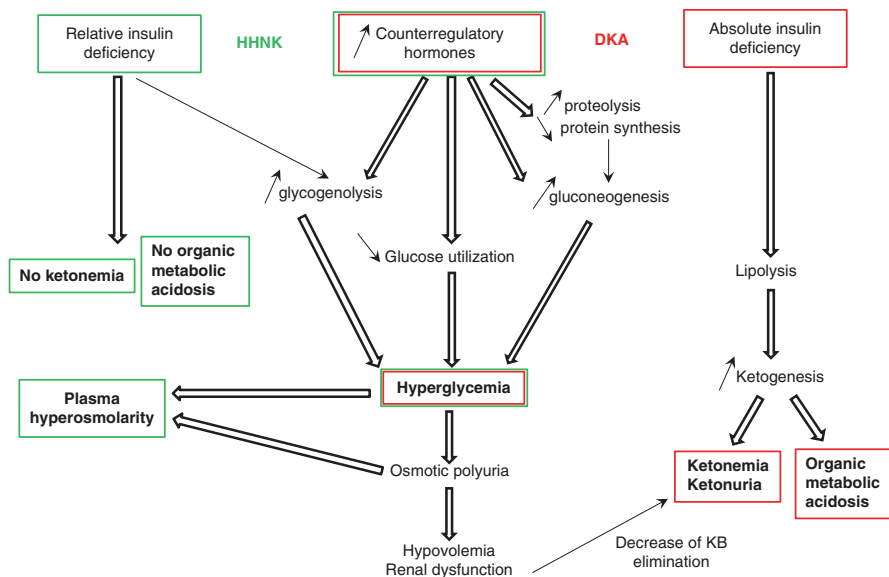 Relative insulin
deficiency
HHNK
Counterregulatory
hormones
DKA
Absolute insulin
deficiency
proteolysis
protein synthesis
glycogenolysis
gluconeogenesis
No ketonemia
No organic
metabolic
acidosis
Glucose utilization
Lipolysis
Plasma
hyperosmolarity
Hyperglycemia
Ketogenesis
Osmotic polyuria
Ketonemia
Ketonuria
Organic
metabolic
acidosis
Hypovolemia
Renal dysfunction
Decrease of KB
elimination